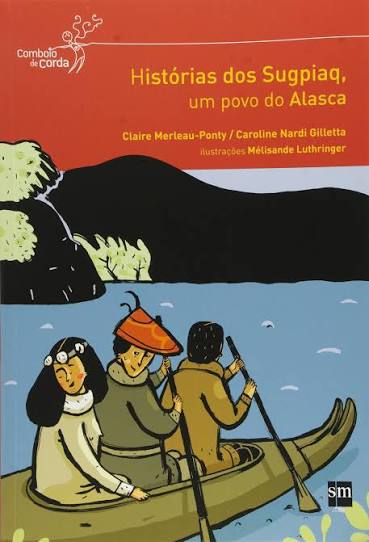 Comboio
de Corda
Histórias dos Sugpiaq,
um povo do Alasca
Claire Merleau-Ponty / Caroline Nardi Gilletta
ilustrações Mélisande Luthringer
sm